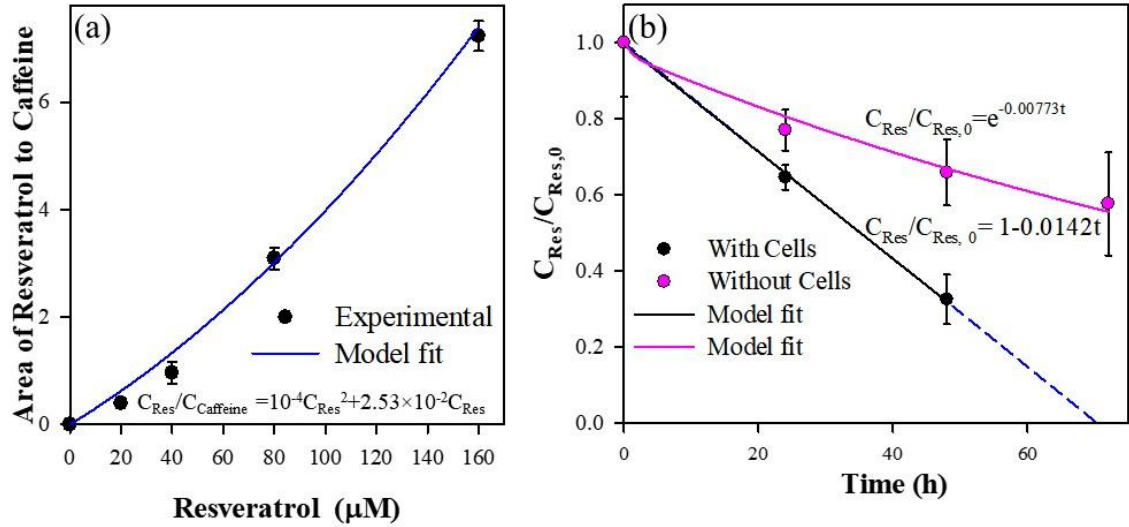 (a)
Area of Resveratrol to Caffeine
6
4
2
0
Experimental
Model fit
C_Res/C_Caffeine =10^-4C_Res^2+2.53×10^-2C_Res
0 20 40 60 80 100 120 140 160
Resveratrol (μM)
(b)
C_Res/C_Res,0
1.0
0.8
0.6
0.4
0.2
0.0
C_Res/C_Res, 0=e^-0.00773t
C_Res/C_Res, 0= 1-0.0142t
With Cells
Without Cells
Model fit
Model fit
0 20 40 60
Time (h)